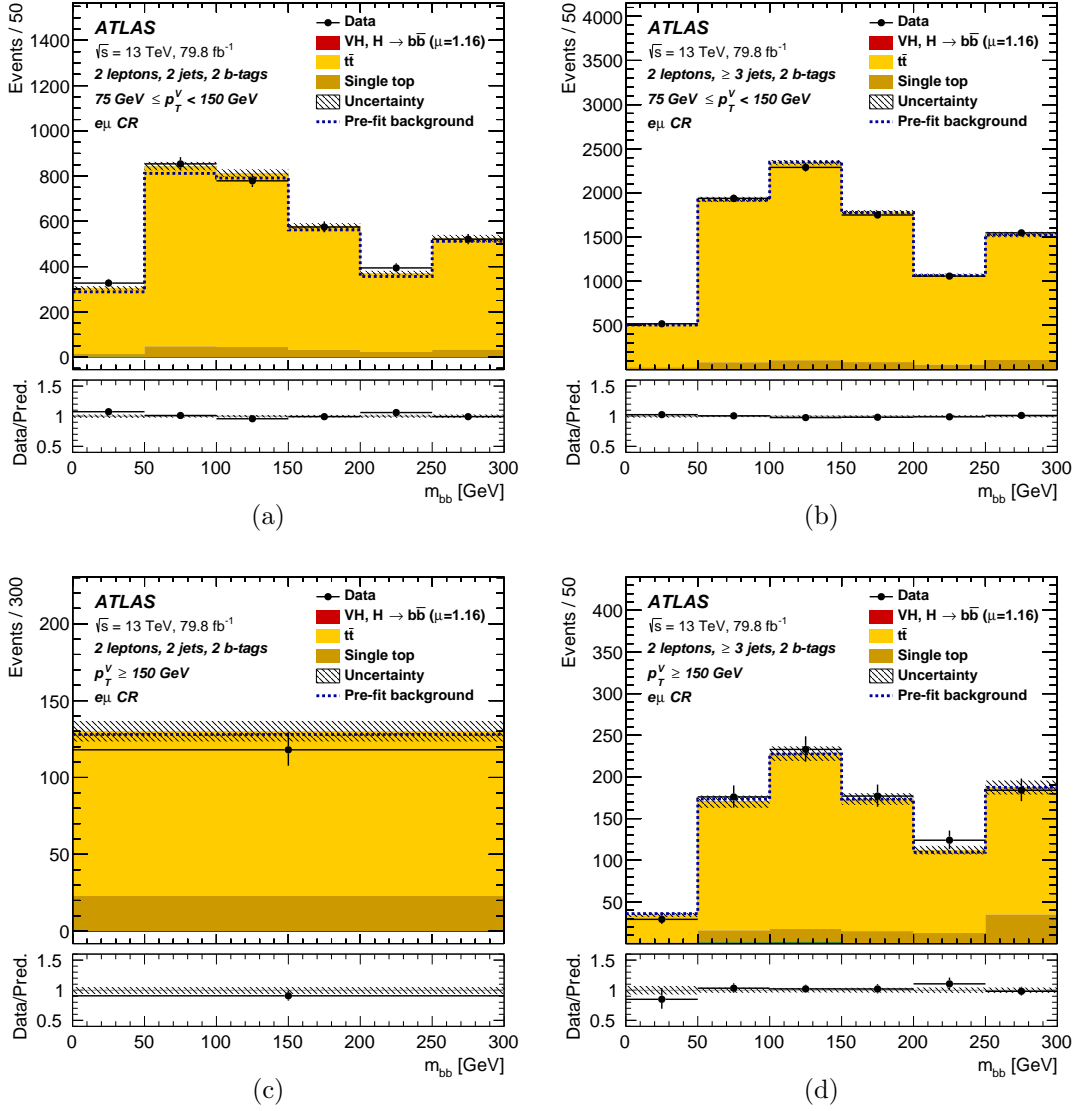 Events / 50
1400
1200
1000
800
600
400
200
0
ATLAS
√s = 13 TeV, 79.8 fb⁻¹
2 leptons, 2 jets, 2 b-tags
75 GeV ≤ p_T^V < 150 GeV
eμ CR
Data
VH, H → bb̄ (μ=1.16)
tt̄
Single top
Uncertainty
Pre-fit background
Data/Pred.
1.5
1
0.5
0 50 100 150 200 250 300
m_bb [GeV]
(a)
Events / 50
4000
3500
3000
2500
2000
1500
1000
500
ATLAS
√s = 13 TeV, 79.8 fb⁻¹
2 leptons, ≥ 3 jets, 2 b-tags
75 GeV ≤ p_T^V < 150 GeV
eμ CR
Data
VH, H → bb̄ (μ=1.16)
tt̄
Single top
Uncertainty
Pre-fit background
Data/Pred.
1.5
1
0.5
0 50 100 150 200 250 300
m_bb [GeV]
(b)
Events / 300
200
150
100
50
0
ATLAS
√s = 13 TeV, 79.8 fb⁻¹
2 leptons, 2 jets, 2 b-tags
p_T^V ≥ 150 GeV
eμ CR
Data
VH, H → bb̄ (μ=1.16)
tt̄
Single top
Uncertainty
Pre-fit background
Data/Pred.
1.5
1
0.5
0 50 100 150 200 250 300
m_bb [GeV]
(c)
Events / 50
400
350
300
250
200
150
100
50
ATLAS
√s = 13 TeV, 79.8 fb⁻¹
2 leptons, ≥ 3 jets, 2 b-tags
p_T^V ≥ 150 GeV
eμ CR
Data
VH, H → bb̄ (μ=1.16)
tt̄
Single top
Uncertainty
Pre-fit background
Data/Pred.
1.5
1
0.5
0 50 100 150 200 250 300
m_bb [GeV]
(d)